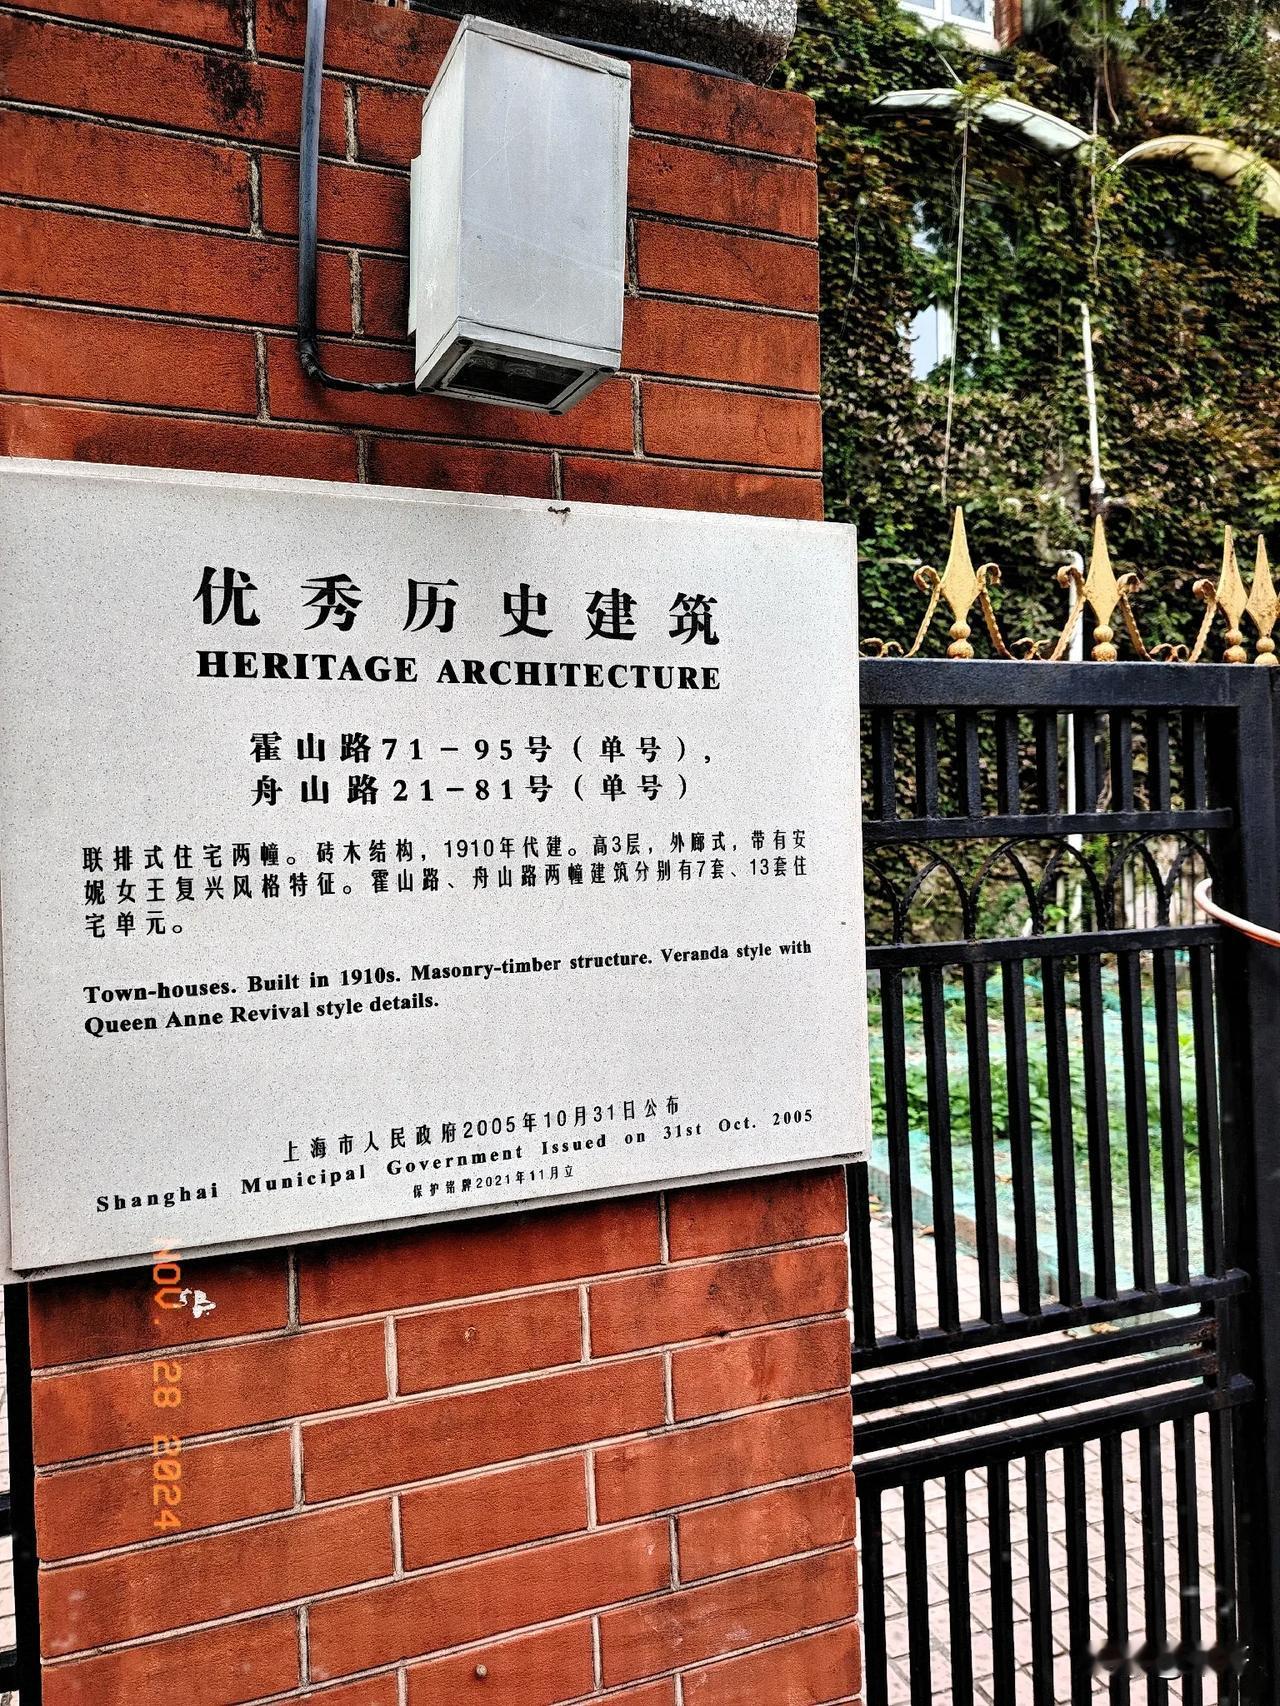 优秀历史建筑
HERITAGE ARCHITECTURE
霍山路71-95号（单号），
舟山路21-81号（单号）
联排式住宅两幢。砖木结构，1910年代建。高3层，外廊式，带有安
妮女王复兴风格特征。霍山路、舟山路两幢建筑分别有7套、13套住
宅单元。
Town-houses. Built in 1910s. Masonry-timber structure. Veranda style with
Queen Anne Revival style details.
上海市人民政府2005年10月31日公布
Shanghai Municipal Government Issued on 31st Oct. 2005
保护铭牌2021年11月立
NOV. 28 2024